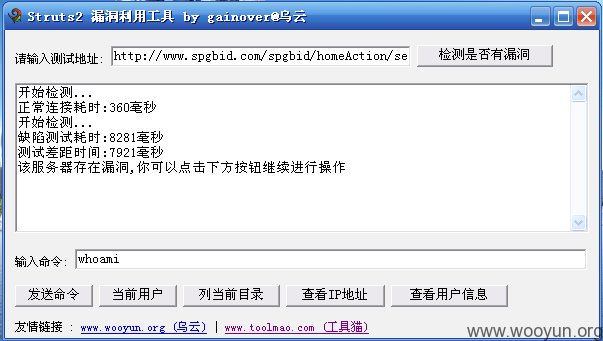 Struts2 漏洞利用工具 by gainover@乌云
请输入测试地址: http://www.spgbid.com/spgbid/homeAction/se 检测是否有漏洞
开始检测...
正常连接耗时:360毫秒
开始检测...
缺陷测试耗时:8281毫秒
测试差距时间:7921毫秒
该服务器存在漏洞,你可以点击下方按钮继续进行操作
输入命令: whoami
发送命令 当前用户 列当前目录 查看IP地址 查看用户信息
友情链接 : www.wooyun.org (乌云) | www.toolmao.com (工具猫)
www.wooyun.org